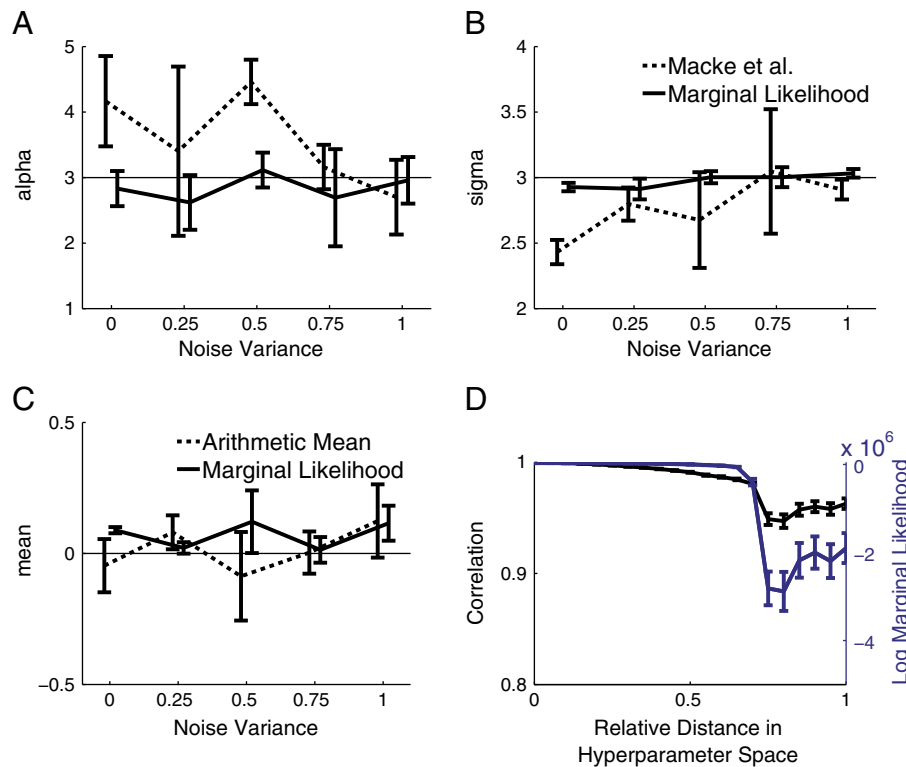 A
5
4
3
2
1
alpha
0 0.25 0.5 0.75 1
Noise Variance
B
4
3.5
3
2.5
2
sigma
Macke et al.
Marginal Likelihood
0 0.25 0.5 0.75 1
Noise Variance
C
0.5
0
−0.5
mean
Arithmetic Mean
Marginal Likelihood
0 0.25 0.5 0.75 1
Noise Variance
D
1
0.9
0.8
Correlation
x 10^6
0
−2
−4
Log Marginal Likelihood
0 0.5 1
Relative Distance in
Hyperparameter Space